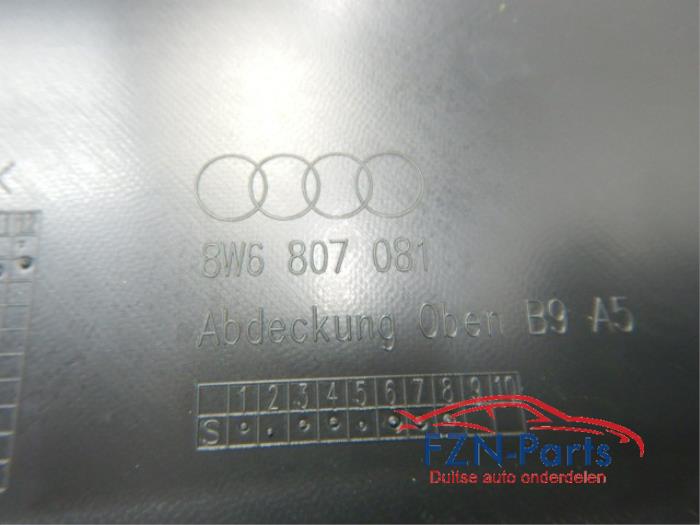 8W6 807 081
Abdeckung Oben B9 A5
1 2 3 4 5 6 7 8 9 10
S
K
FZN-Parts
Duitse auto onderdelen